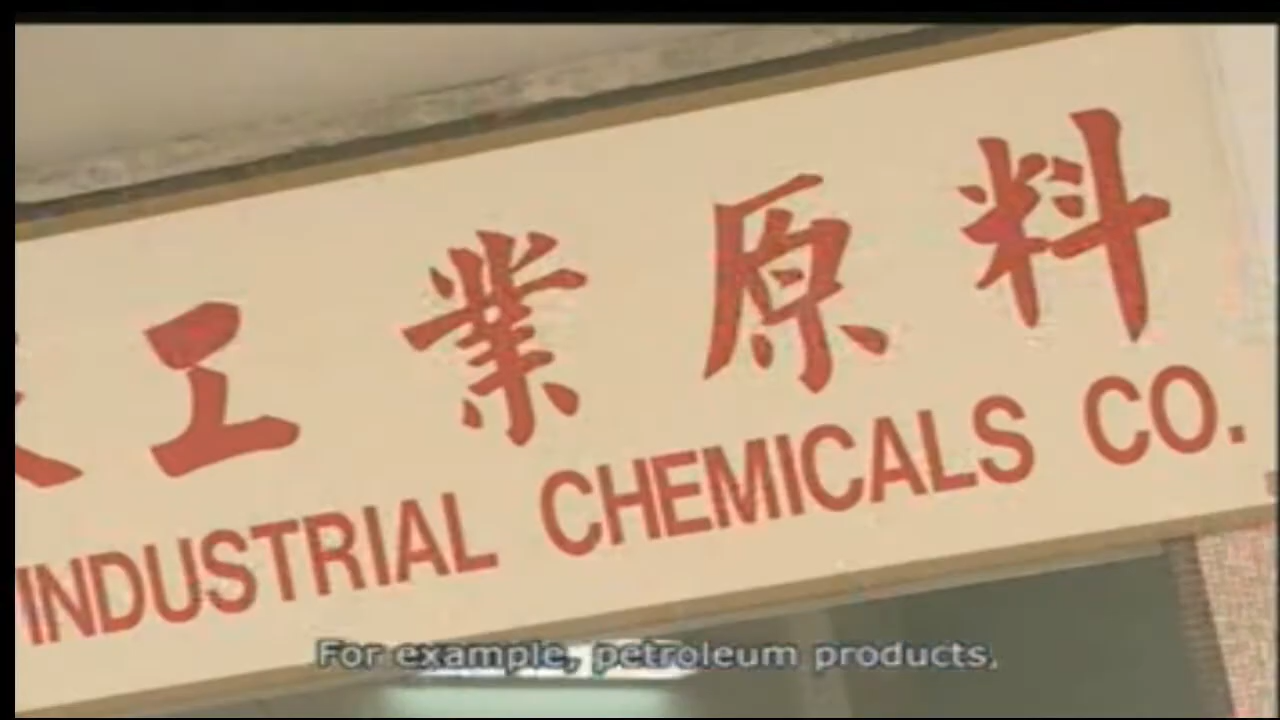 工業原料
INDUSTRIAL CHEMICALS CO.
For example, petroleum products,